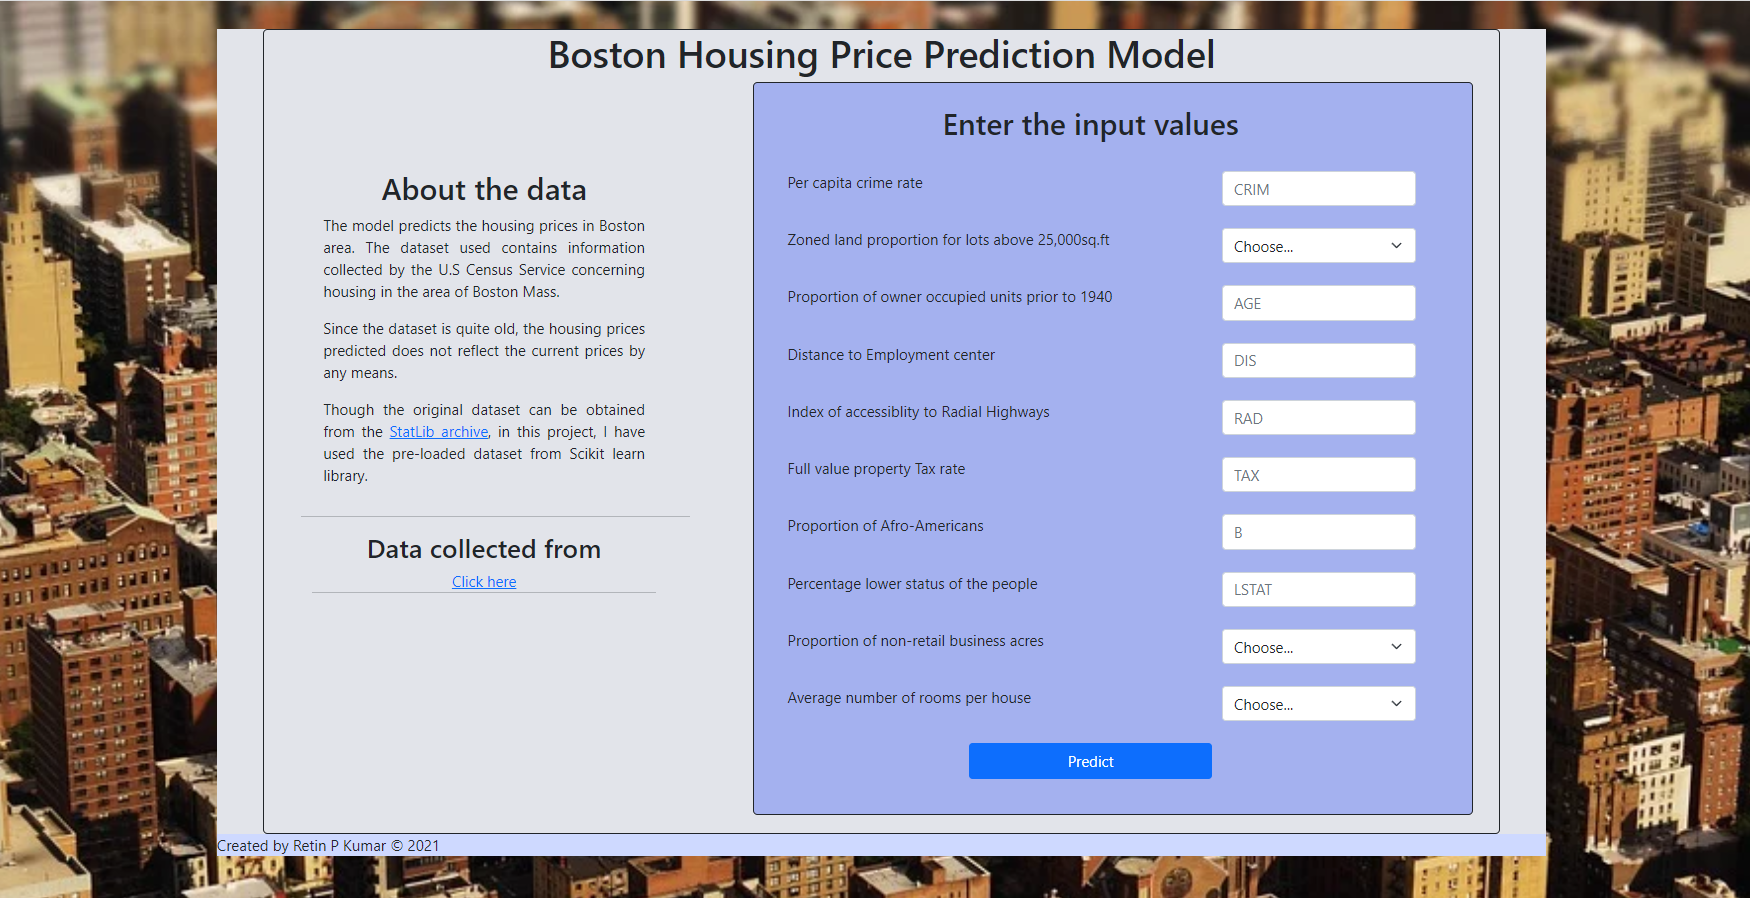 Boston Housing Price Prediction Model
About the data
The model predicts the housing prices in Boston
area. The dataset used contains information
collected by the U.S Census Service concerning
housing in the area of Boston Mass.
Since the dataset is quite old, the housing prices
predicted does not reflect the current prices by
any means.
Though the original dataset can be obtained
from the StatLib archive, in this project, I have
used the pre-loaded dataset from Scikit learn
library.
Data collected from
Click here
Enter the input values
Per capita crime rate CRIM
Zoned land proportion for lots above 25,000sq.ft Choose...
Proportion of owner occupied units prior to 1940 AGE
Distance to Employment center DIS
Index of accessiblity to Radial Highways RAD
Full value property Tax rate TAX
Proportion of Afro-Americans B
Percentage lower status of the people LSTAT
Proportion of non-retail business acres Choose...
Average number of rooms per house Choose...
Predict
Created by Retin P Kumar © 2021